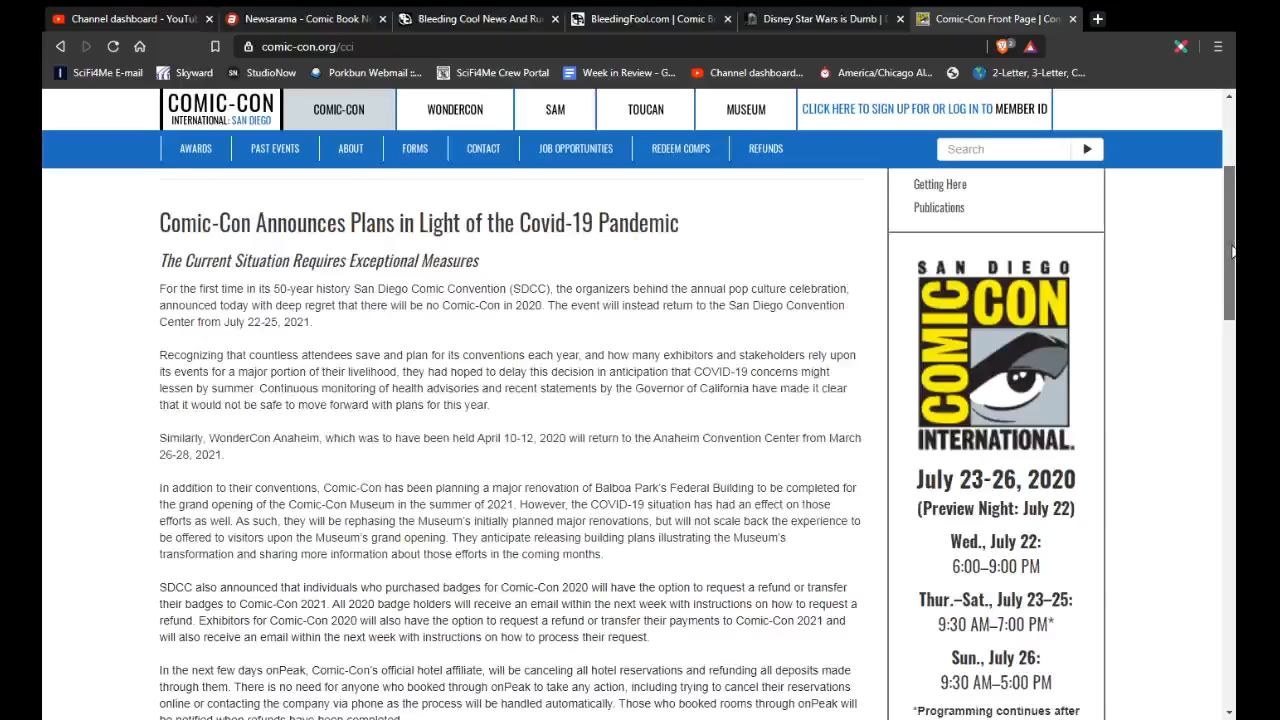 Channel dashboard - YouTu
Newsarama - Comic Book N
Bleeding Cool News And Ru
BleedingFool.com | Comic B
Disney Star Wars is Dumb | D
Comic-Con Front Page | Con
comic-con.org/cci
2
SciFi4Me E-mail
Skyward
SN StudioNow
Porkbun Webmail ::...
SciFi4Me Crew Portal
Week in Review - G...
Channel dashboard...
America/Chicago Al...
2-Letter, 3-Letter, C...
COMIC-CON
INTERNATIONAL: SAN DIEGO
COMIC-CON
WONDERCON
SAM
TOUCAN
MUSEUM
CLICK HERE TO SIGN UP FOR OR LOG IN TO MEMBER ID
AWARDS
PAST EVENTS
ABOUT
FORMS
CONTACT
JOB OPPORTUNITIES
REDEEM COMPS
REFUNDS
Search
Comic-Con Announces Plans in Light of the Covid-19 Pandemic
The Current Situation Requires Exceptional Measures
For the first time in its 50-year history San Diego Comic Convention (SDCC), the organizers behind the annual pop culture celebration,
announced today with deep regret that there will be no Comic-Con in 2020. The event will instead return to the San Diego Convention
Center from July 22-25, 2021.
Recognizing that countless attendees save and plan for its conventions each year, and how many exhibitors and stakeholders rely upon
its events for a major portion of their livelihood, they had hoped to delay this decision in anticipation that COVID-19 concerns might
lessen by summer. Continuous monitoring of health advisories and recent statements by the Governor of California have made it clear
that it would not be safe to move forward with plans for this year.
Similarly, WonderCon Anaheim, which was to have been held April 10-12, 2020 will return to the Anaheim Convention Center from March
26-28, 2021.
In addition to their conventions, Comic-Con has been planning a major renovation of Balboa Park's Federal Building to be completed for
the grand opening of the Comic-Con Museum in the summer of 2021. However, the COVID-19 situation has had an effect on those
efforts as well. As such, they will be rephasing the Museum's initially planned major renovations, but will not scale back the experience to
be offered to visitors upon the Museum's grand opening. They anticipate releasing building plans illustrating the Museum's
transformation and sharing more information about those efforts in the coming months.
SDCC also announced that individuals who purchased badges for Comic-Con 2020 will have the option to request a refund or transfer
their badges to Comic-Con 2021. All 2020 badge holders will receive an email within the next week with instructions on how to request a
refund. Exhibitors for Comic-Con 2020 will also have the option to request a refund or transfer their payments to Comic-Con 2021 and
will also receive an email within the next week with instructions on how to process their request.
In the next few days onPeak, Comic-Con's official hotel affiliate, will be canceling all hotel reservations and refunding all deposits made
through them. There is no need for anyone who booked through onPeak to take any action, including trying to cancel their reservations
online or contacting the company via phone as the process will be handled automatically. Those who booked rooms through onPeak will
be notified when refunds have been completed.
Getting Here
Publications
SAN DIEGO
COMIC CON
INTERNATIONAL.
July 23-26, 2020
(Preview Night: July 22)
Wed., July 22:
6:00–9:00 PM
Thur.–Sat., July 23–25:
9:30 AM–7:00 PM*
Sun., July 26:
9:30 AM–5:00 PM
*Programming continues after